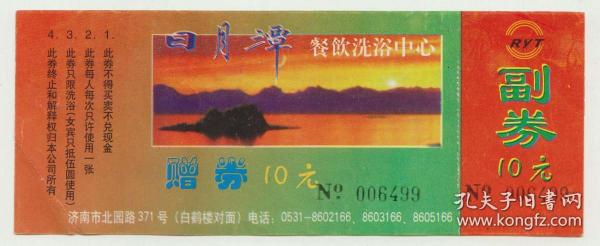 日月潭 餐飲洗浴中心
赠券 10元
№ 006499
济南市北园路371号（白鹤楼对面）电话：0531-8602166、8603166、8605166
1. 此券不得买卖不兑现金
2. 此券每人每次只许使用一张
3. 此券只限洗浴（女宾只抵伍圆使用）
4. 此券终止和解释权归本公司所有
RYT
副券
10元
№ 006499
孔夫子旧书网
www.kongfz.com